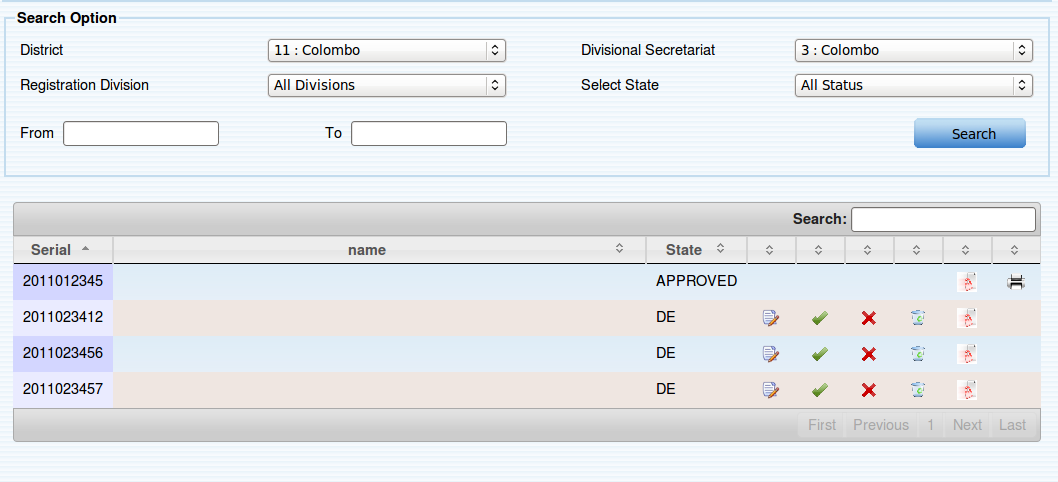 Search Option
District 11 : Colombo Divisional Secretariat 3 : Colombo
Registration Division All Divisions Select State All Status
From To Search
Search:
Serial name State
2011012345 APPROVED
2011023412 DE
2011023456 DE
2011023457 DE
First Previous 1 Next Last